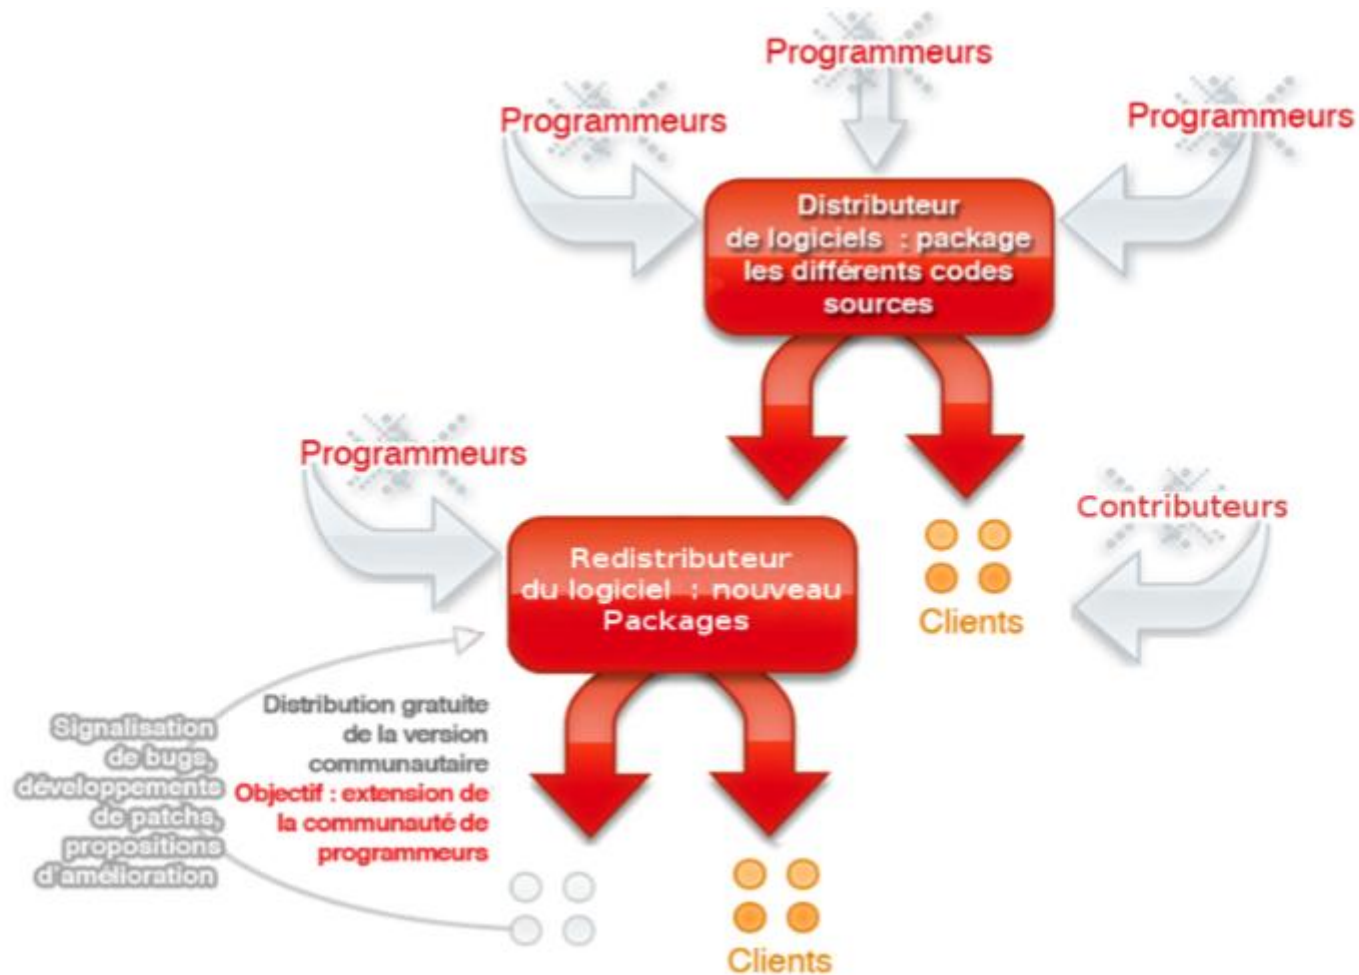 Programmeurs
Programmeurs
Programmeurs
Distributeur
de logiciels : package
les différents codes
sources
Programmeurs
Contributeurs
Redistributeur
du logiciel : nouveau
Packages
Clients
Signalisation
de bugs,
développements
de patchs,
propositions
d'amélioration
Distribution gratuite
de la version
communautaire
Objectif : extension de
la communauté de
programmeurs
Clients